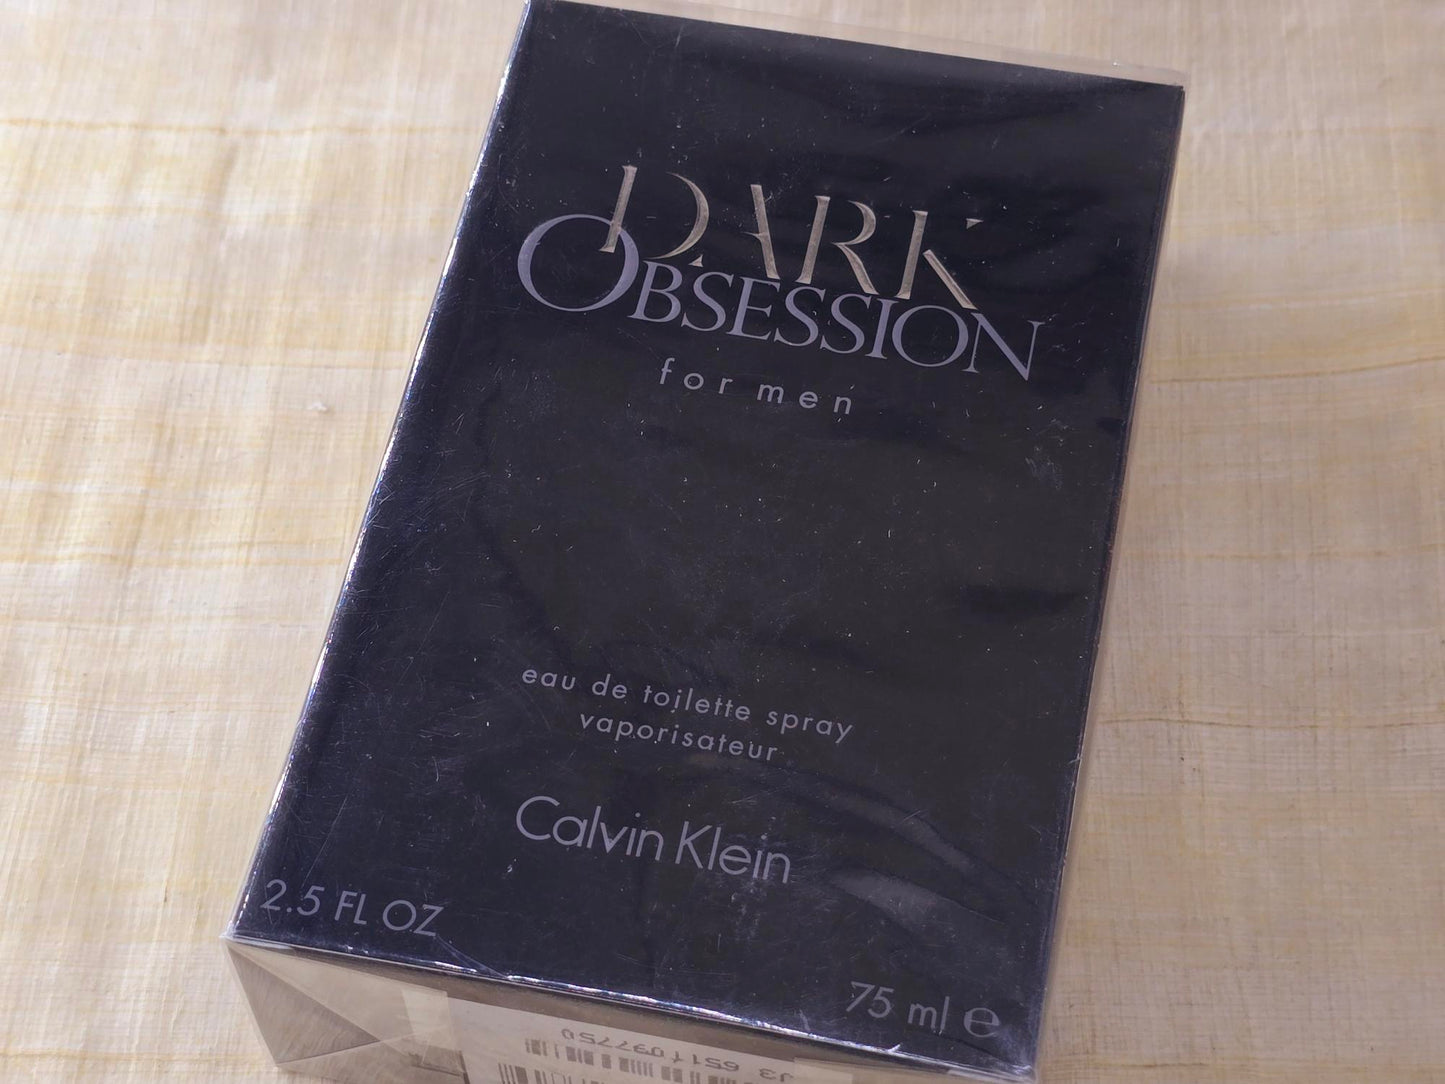 DARK
OBSESSION
for men
eau de toilette spray
vaporisateur
Calvin Klein
2.5 FL OZ
75 ml ℮